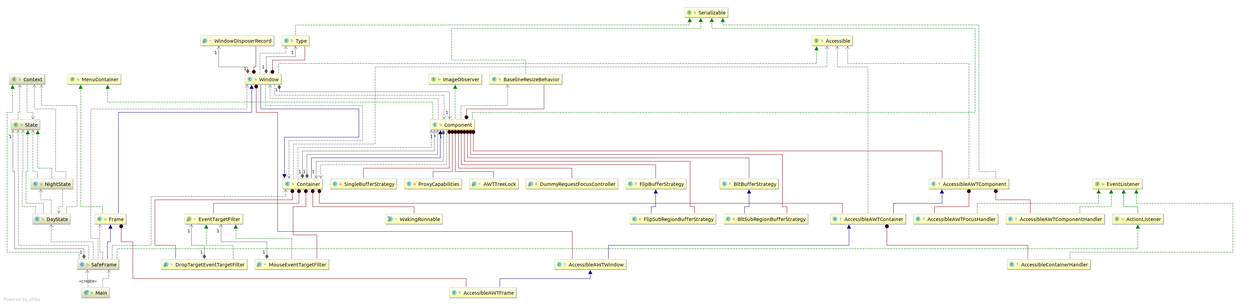 Serializable
WindowDisposerRecord
Type
Accessible
Context
MenuContainer
Window
ImageObserver
BaselineResizeBehavior
State
Component
NightState
Container
SingleBufferStrategy
ProxyCapabilities
AWTTreeLock
DummyRequestFocusController
FlipBufferStrategy
BltBufferStrategy
AccessibleAWTComponent
EventListener
DayState
Frame
EventTargetFilter
WakingRunnable
FlipSubRegionBufferStrategy
BltSubRegionBufferStrategy
AccessibleAWTContainer
AccessibleAWTFocusHandler
AccessibleAWTComponentHandler
ActionListener
SafeFrame
DropTargetEventTargetFilter
MouseEventTargetFilter
AccessibleAWTWindow
AccessibleContainerHandler
«create»
Main
AccessibleAWTFrame
Powered by yFiles